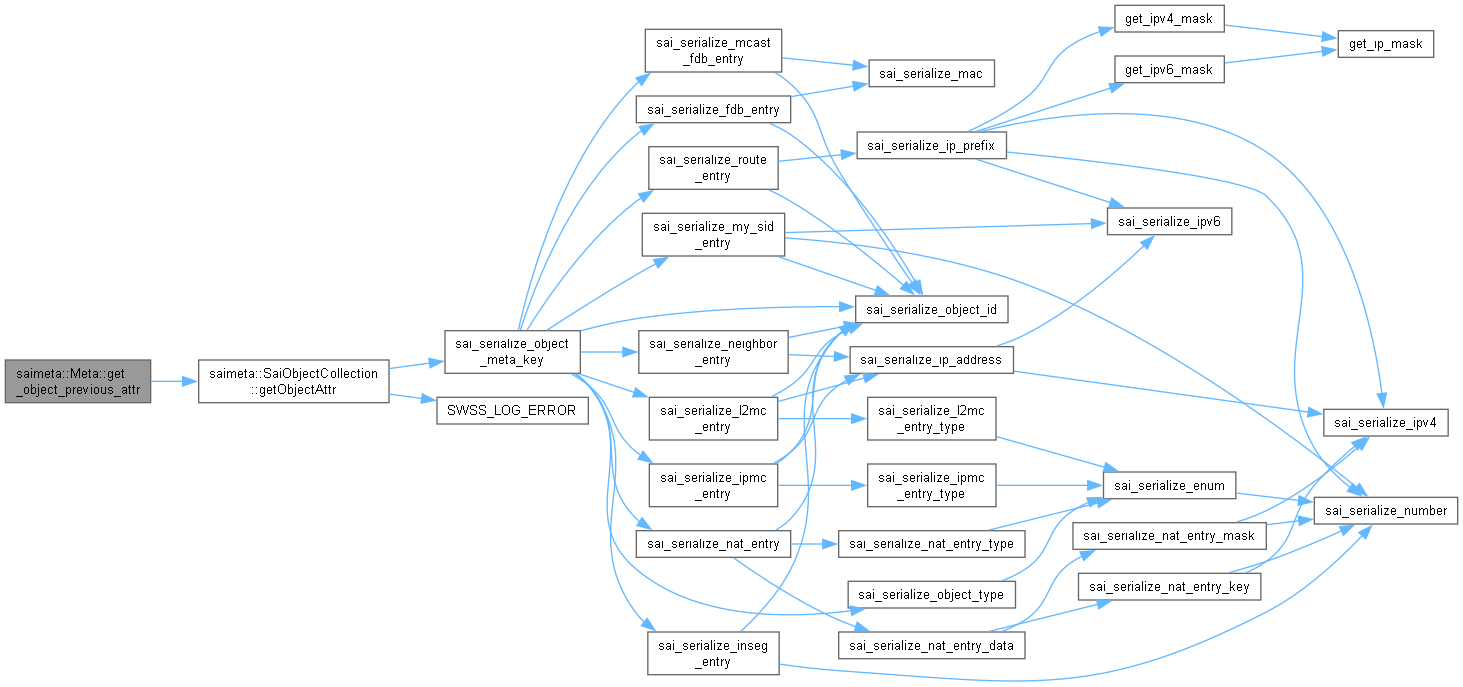 saimeta::Meta::get
_object_previous_attr
saimeta::SaiObjectCollection
::getObjectAttr
sai_serialize_object
_meta_key
SWSS_LOG_ERROR
sai_serialize_mcast
_fdb_entry
sai_serialize_fdb_entry
sai_serialize_route
_entry
sai_serialize_my_sid
_entry
sai_serialize_neighbor
_entry
sai_serialize_l2mc
_entry
sai_serialize_ipmc
_entry
sai_serialize_nat_entry
sai_serialize_inseg
_entry
sai_serialize_mac
sai_serialize_ip_prefix
sai_serialize_object_id
sai_serialize_ip_address
sai_serialize_l2mc
_entry_type
sai_serialize_ipmc
_entry_type
sai_serialize_nat_entry_type
sai_serialize_object_type
sai_serialize_nat_entry_data
get_ipv4_mask
get_ipv6_mask
sai_serialize_ipv6
sai_serialize_enum
sai_serialize_nat_entry_mask
sai_serialize_nat_entry_key
get_ip_mask
sai_serialize_ipv4
sai_serialize_number